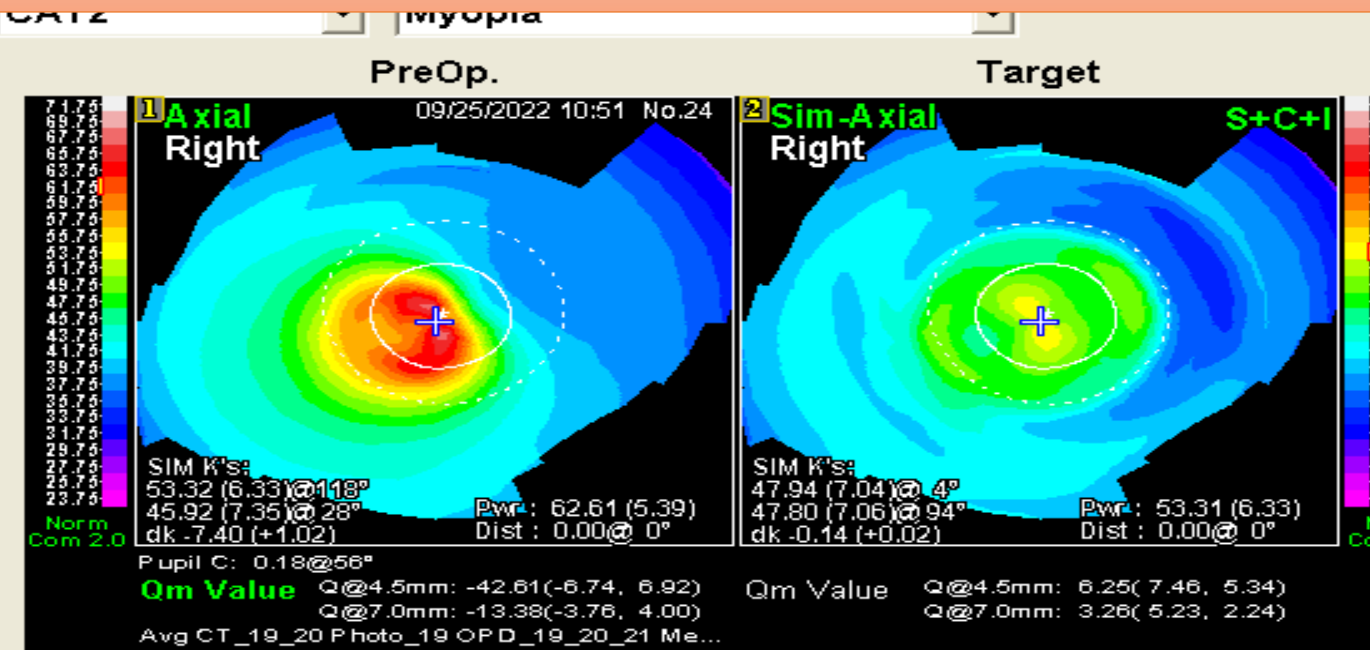 CAT2 Myopia
PreOp. Target
71.75
69.75
67.75
65.75
63.75
61.75
59.75
57.75
55.75
53.75
51.75
49.75
47.75
45.75
43.75
41.75
39.75
37.75
35.75
33.75
31.75
29.75
27.75
25.75
23.75
Norm
Com 2.0
1 Axial 09/25/2022 10:51 No.24
Right
SIM K's:
53.32 (6.33)@118°
45.92 (7.35)@ 28°
dk -7.40 (+1.02)
Pwr : 62.61 (5.39)
Dist : 0.00@ 0°
2 Sim-Axial S+C+I
Right
SIM K's:
47.94 (7.04)@ 4°
47.80 (7.06)@ 94°
dk -0.14 (+0.02)
Pwr : 53.31 (6.33)
Dist : 0.00@ 0°
Pupil C: 0.18@56°
Qm Value Q@4.5mm: -42.61(-6.74, 6.92)
Q@7.0mm: -13.38(-3.76, 4.00)
Avg CT_19_20 Photo_19 OPD_19_20_21 Me...
Qm Value Q@4.5mm: 6.25( 7.46, 5.34)
Q@7.0mm: 3.26( 5.23, 2.24)